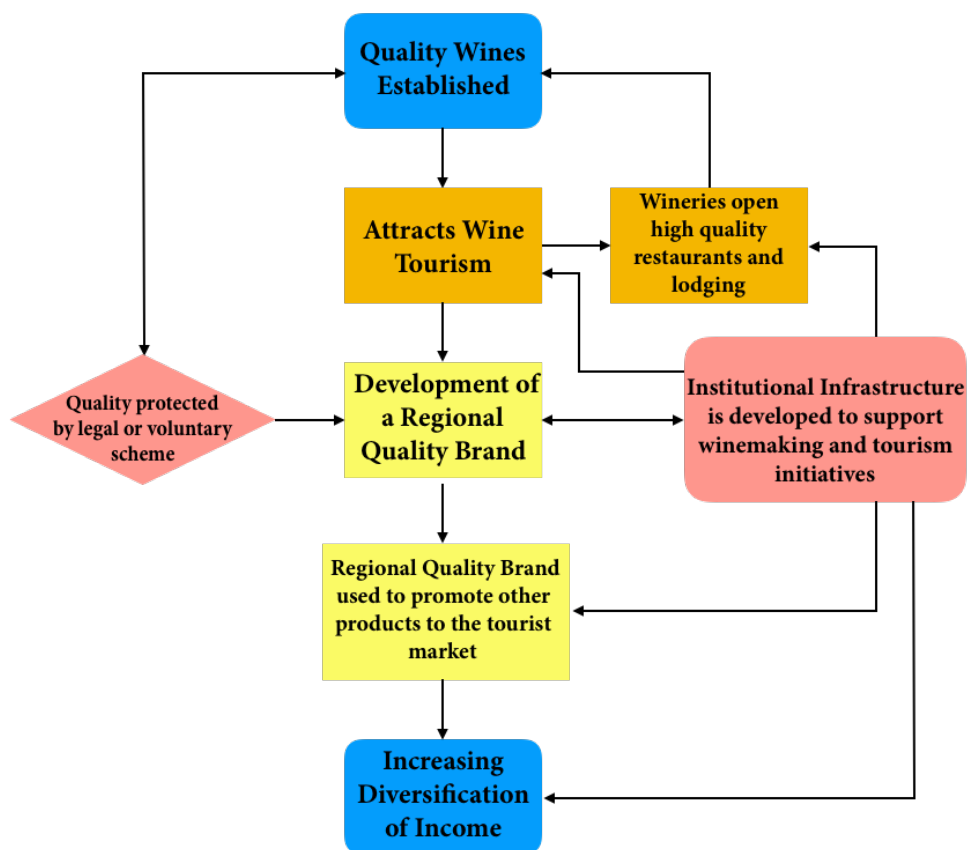 Quality Wines
Established
Attracts Wine
Tourism
Wineries open
high quality
restaurants and
lodging
Development of
a Regional
Quality Brand
Quality protected
by legal or voluntary
scheme
Institutional Infrastructure
is developed to support
winemaking and tourism
initiatives
Regional Quality Brand
used to promote other
products to the tourist
market
Increasing
Diversification
of Income